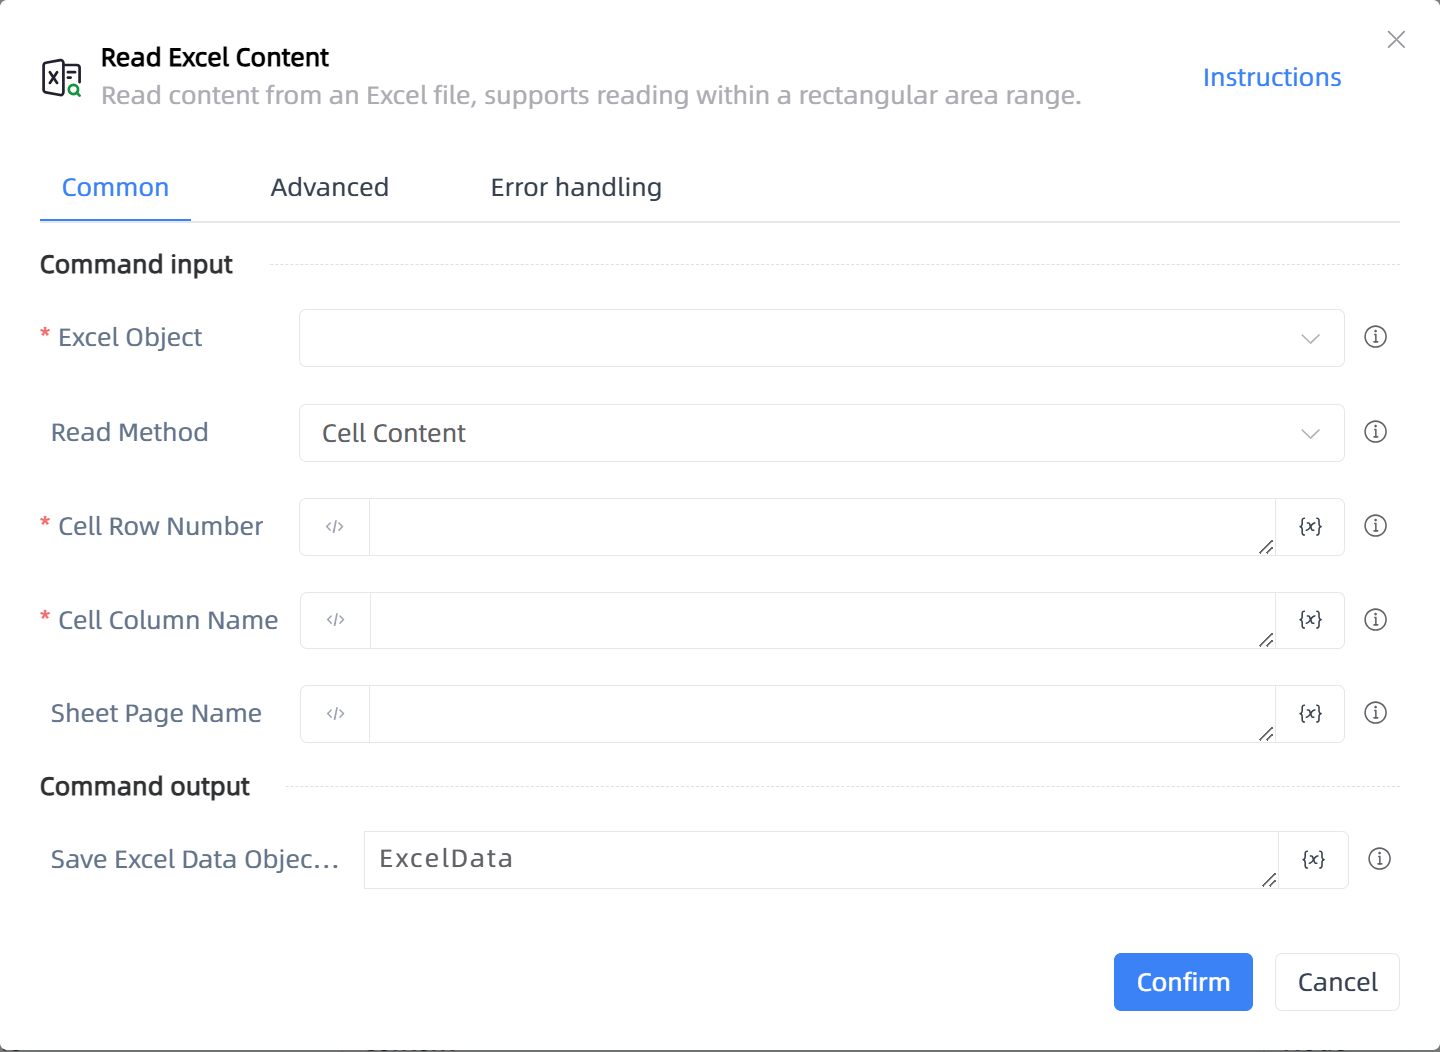 Read Excel Content
Read content from an Excel file, supports reading within a rectangular area range.
Instructions
Common Advanced Error handling
Command input
* Excel Object
Read Method Cell Content
* Cell Row Number </> {x}
* Cell Column Name </> {x}
Sheet Page Name </> {x}
Command output
Save Excel Data Objec... ExcelData {x}
Confirm Cancel